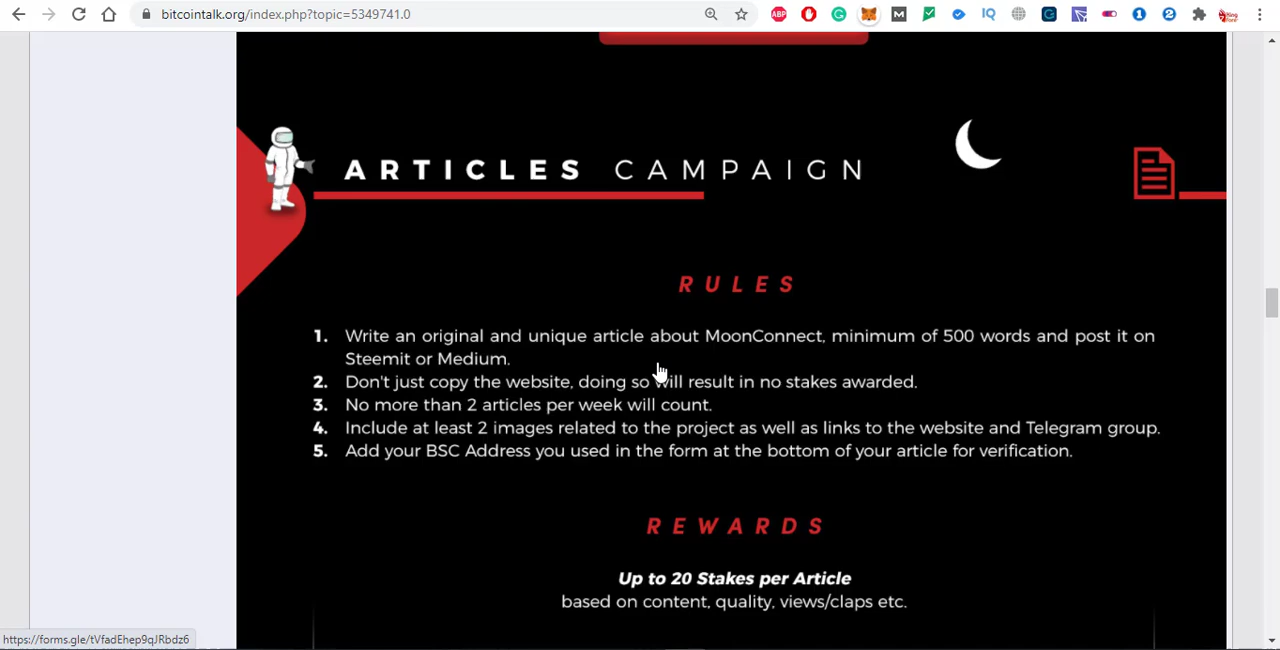 bitcointalk.org/index.php?topic=5349741.0
ABP
M
IQ
1
2
ARTICLES CAMPAIGN
RULES
1. Write an original and unique article about MoonConnect, minimum of 500 words and post it on
Steemit or Medium.
2. Don't just copy the website, doing so will result in no stakes awarded.
3. No more than 2 articles per week will count.
4. Include at least 2 images related to the project as well as links to the website and Telegram group.
5. Add your BSC Address you used in the form at the bottom of your article for verification.
REWARDS
Up to 20 Stakes per Article
based on content, quality, views/claps etc.
https://forms.gle/tVfadEhep9qJRbdz6